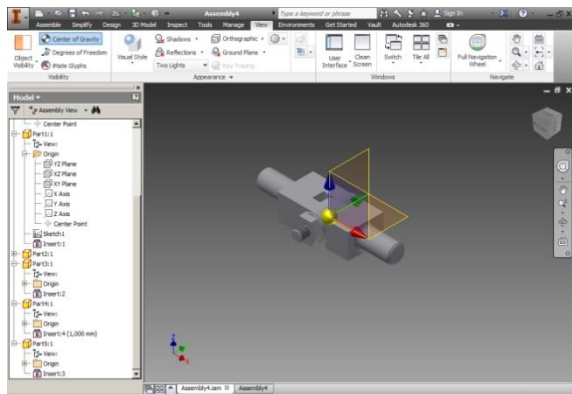 Assembly4
Type a keyword or phrase
Sign In
Assemble Simplify Design 3D Model Inspect Tools Manage View Environments Get Started Vault Autodesk 360
Center of Gravity
Degrees of Freedom
iMate Glyphs
Object Visibility
Visibility
Visual Style
Shadows
Reflections
Two Lights
Orthographic
Ground Plane
Ray Tracing
Appearance
User Interface
Clean Screen
Switch
Tile All
Windows
Full Navigation Wheel
Navigate
Model
Assembly View
Center Point
Part1:1
View:
Origin
YZ Plane
XZ Plane
XY Plane
X Axis
Y Axis
Z Axis
Center Point
Sketch1
Insert:1
Part2:1
Part3:1
View:
Origin
Insert:2
Part4:1
View:
Origin
Insert:4 (1,000 mm)
Part5:1
View:
Origin
Insert:3
Assembly4.iam
Assembly4